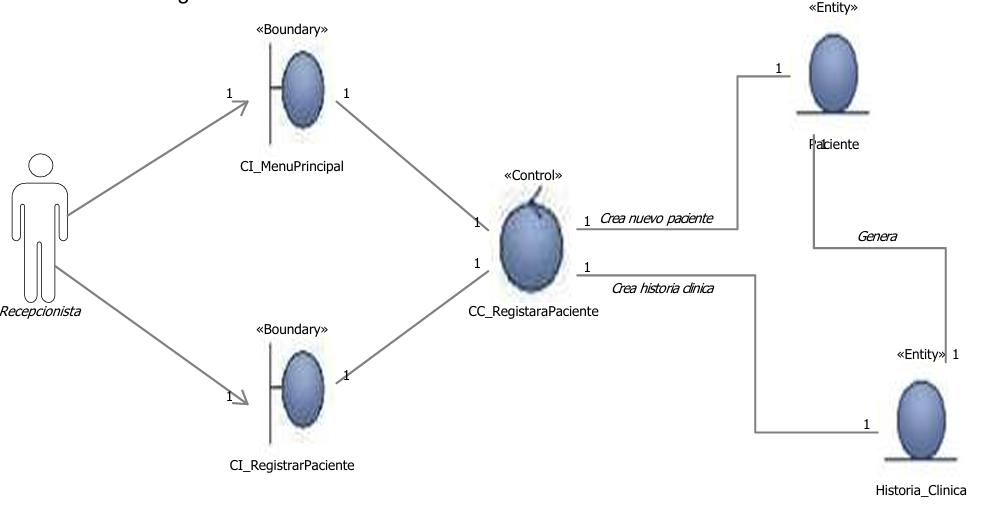 «Entity»
«Boundary»
1
1
1
CI_MenuPrincipal
Paciente
1
«Control»
1
1
Crea nuevo paciente
Genera
1
1
Crea historia clinica
Recepcionista
CC_RegistaraPaciente
«Boundary»
«Entity»
1
1
1
1
CI_RegistrarPaciente
Historia_Clinica